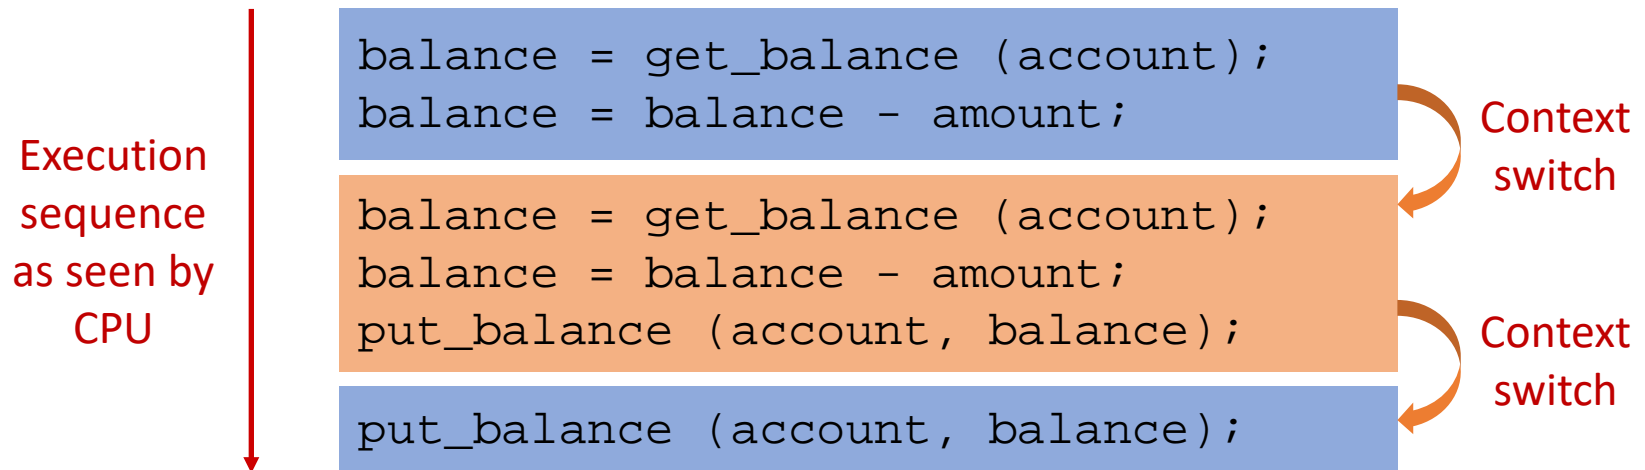 Execution
sequence
as seen by
CPU
balance = get_balance (account);
balance = balance - amount;
balance = get_balance (account);
balance = balance - amount;
put_balance (account, balance);
put_balance (account, balance);
Context
switch
Context
switch